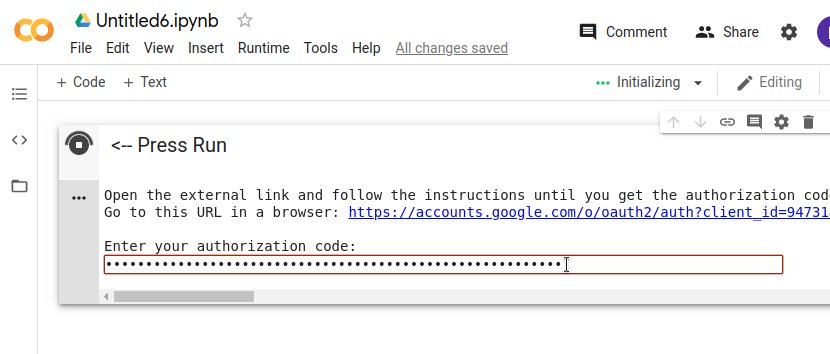 Untitled6.ipynb
File Edit View Insert Runtime Tools Help All changes saved
Comment
Share
+ Code + Text
Initializing
Editing
<-- Press Run
Open the external link and follow the instructions until you get the authorization cod
Go to this URL in a browser: https://accounts.google.com/o/oauth2/auth?client_id=94731
Enter your authorization code: